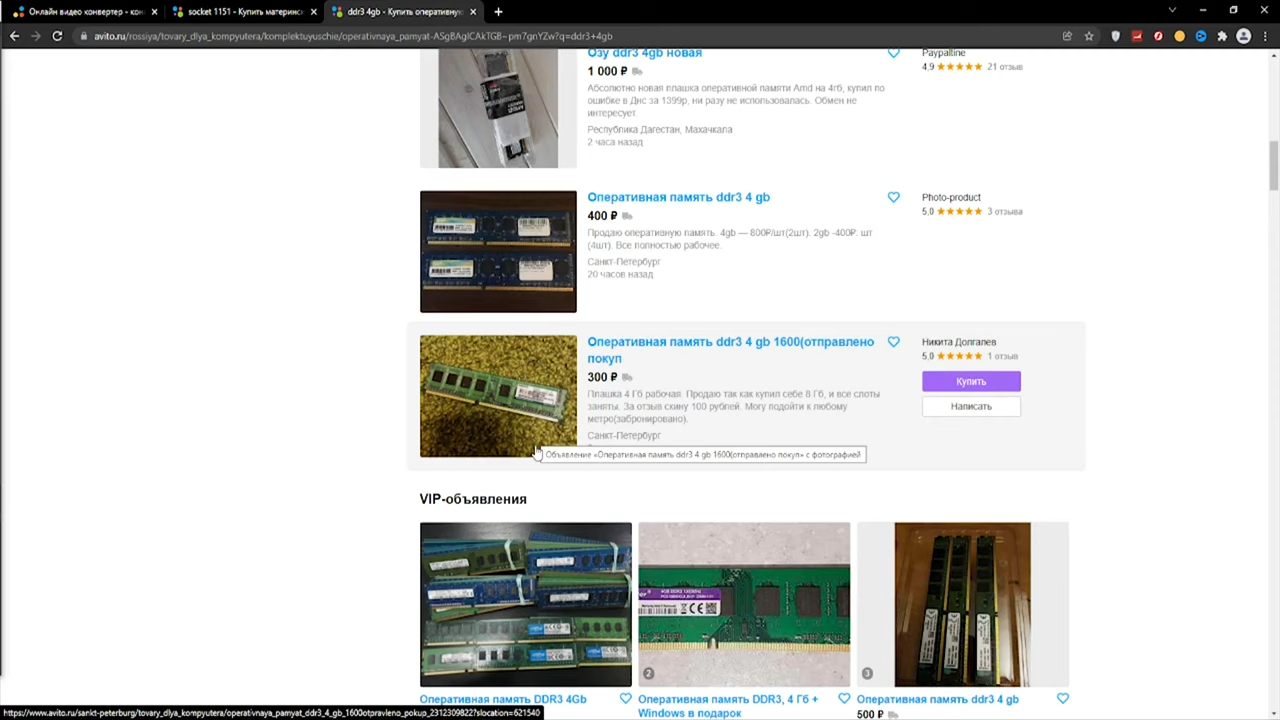 Онлайн видео конвертер - кон
socket 1151 - Купить материнс
ddr3 4gb - Купить оперативну
avito.ru/rossiya/tovary_dlya_kompyutera/komplektuyuschie/operativnaya_pamyat-ASgBAgICAkTGB~pm7gnYZw?q=ddr3+4gb
Озу ddr3 4gb новая
1 000 ₽
Абсолютно новая плашка оперативной памяти Amd на 4гб, купил по
ошибке в Днс за 1399р, ни разу не использовалась. Обмен не
интересует.
Республика Дагестан, Махачкала
2 часа назад
Paypaltine
4,9 21 отзыв
Оперативная память ddr3 4 gb
400 ₽
Продаю оперативную память. 4gb — 800₽/шт(2шт). 2gb -400₽. шт
(4шт). Все полностью рабочее.
Санкт-Петербург
20 часов назад
Photo-product
5,0 3 отзыва
Оперативная память ddr3 4 gb 1600(отправлено
покуп
300 ₽
Плашка 4 Гб рабочая. Продаю так как купил себе 8 Гб, и все слоты
заняты. За отзыв скину 100 рублей. Могу подойти к любому
метро(забронировано).
Санкт-Петербург
Никита Долгалев
5,0 1 отзыв
Купить
Написать
Объявление «Оперативная память ddr3 4 gb 1600(отправлено покуп» с фотографией
VIP-объявления
2
3
Оперативная память DDR3 4Gb
Оперативная память DDR3, 4 Гб +
Windows в подарок
Оперативная память ddr3 4 gb
500 ₽
https://www.avito.ru/sankt-peterburg/tovary_dlya_kompyutera/operativnaya_pamyat_ddr3_4_gb_1600otpravleno_pokup_2312309822?slocation=621540